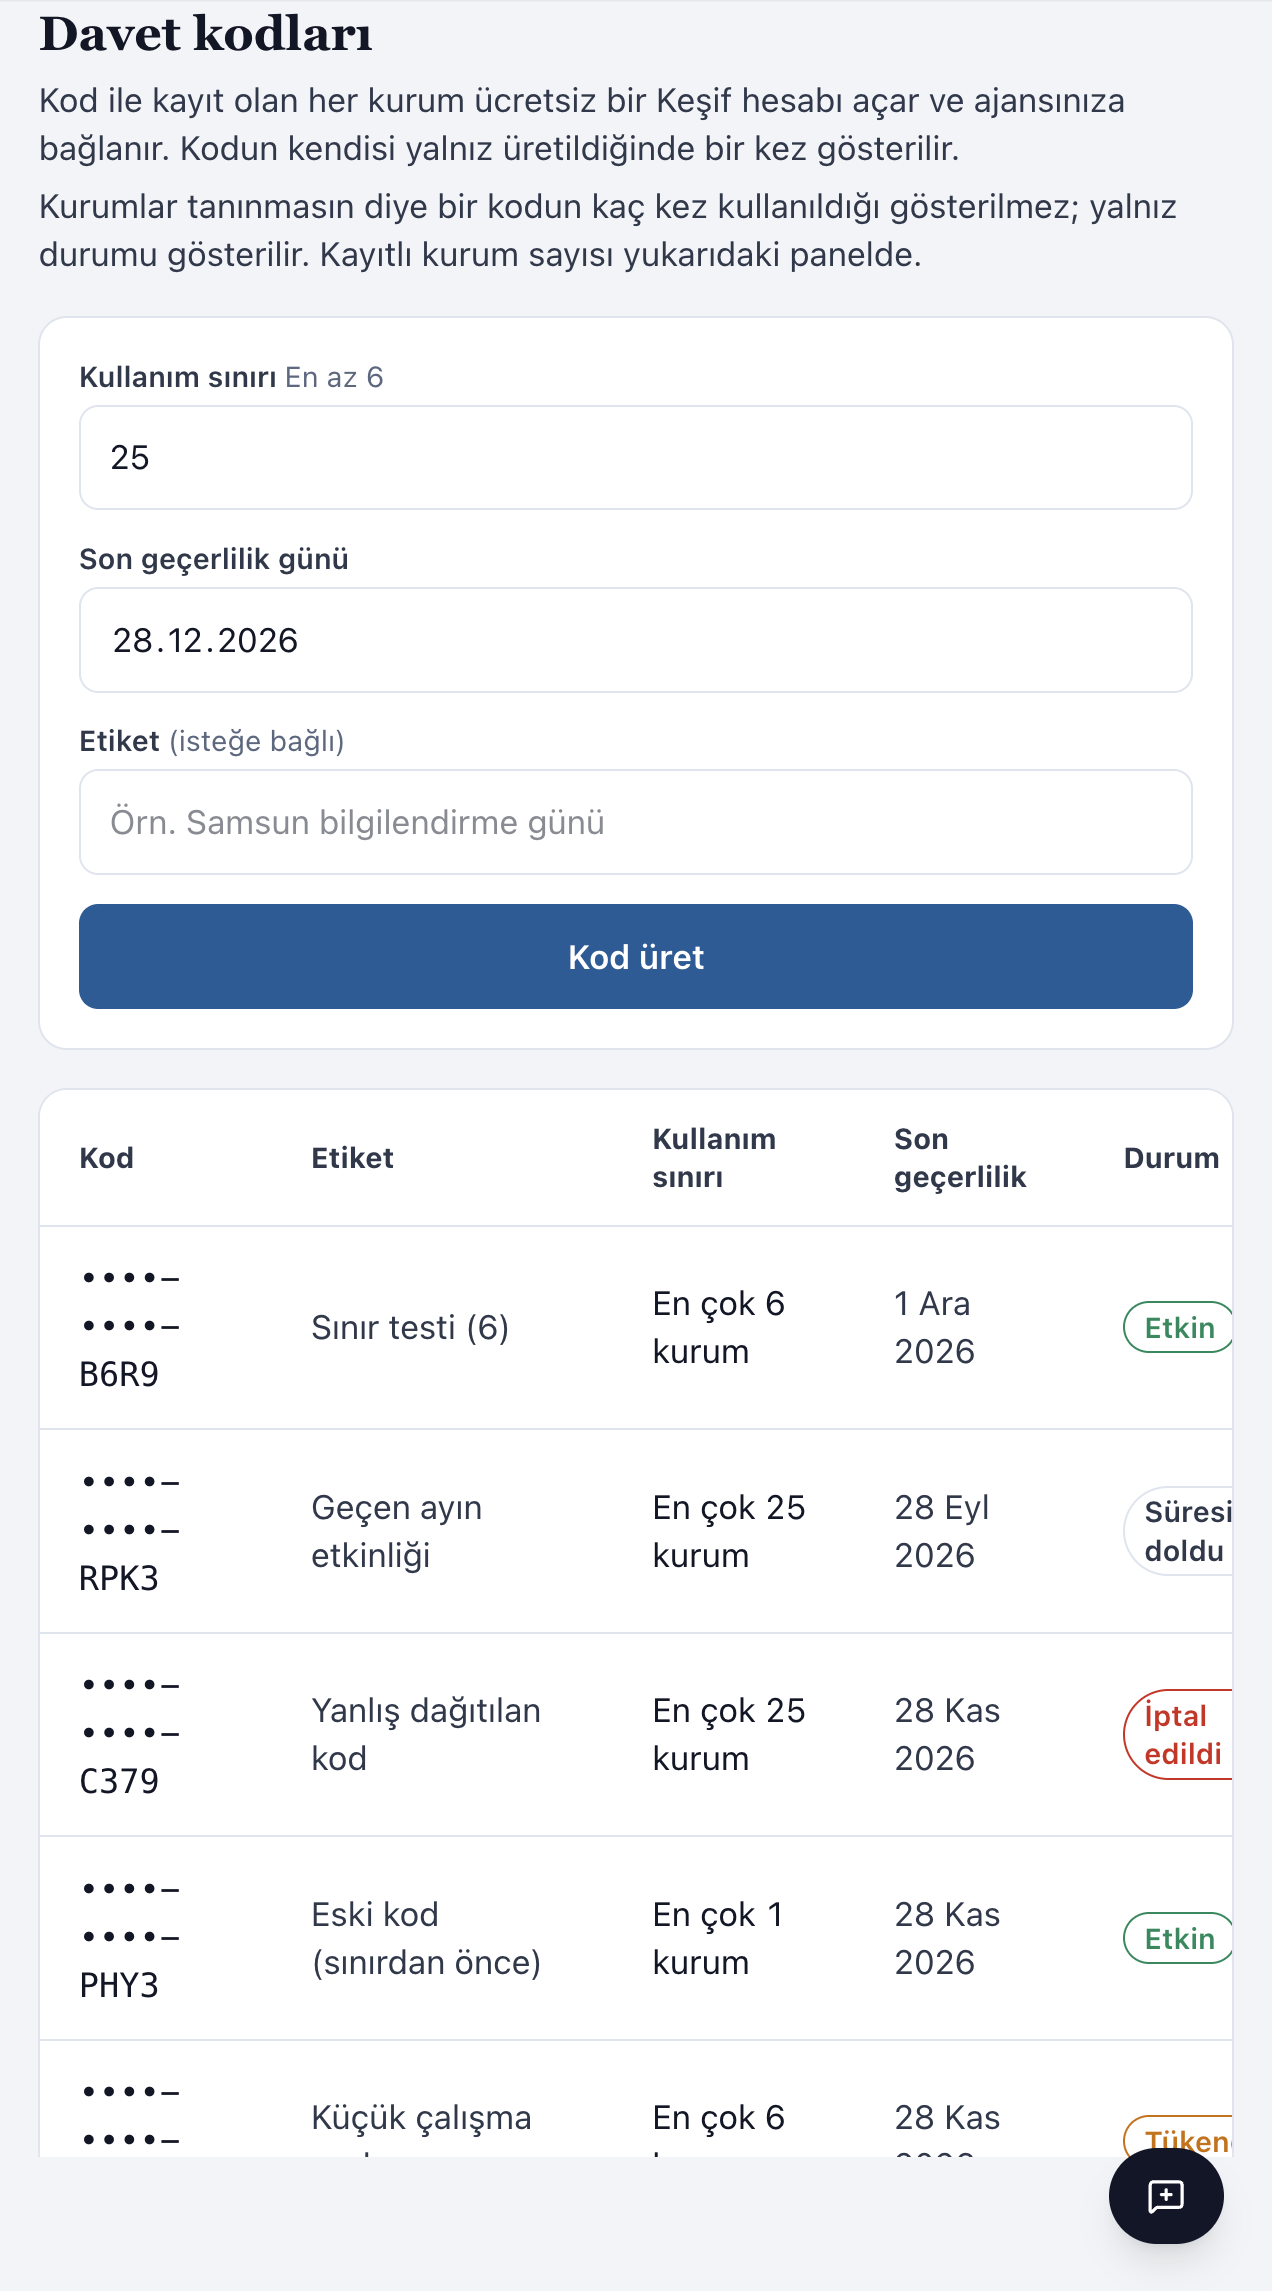 Davet kodları
Kod ile kayıt olan her kurum ücretsiz bir Keşif hesabı açar ve ajansınıza
bağlanır. Kodun kendisi yalnız üretildiğinde bir kez gösterilir.
Kurumlar tanınmasın diye bir kodun kaç kez kullanıldığı gösterilmez; yalnız
durumu gösterilir. Kayıtlı kurum sayısı yukarıdaki panelde.
Kullanım sınırı En az 6
25
Son geçerlilik günü
28.12.2026
Etiket (isteğe bağlı)
Örn. Samsun bilgilendirme günü
Kod üret
Kod
Etiket
Kullanım
sınırı
Son
geçerlilik
Durum
••••–
••••–
B6R9
Sınır testi (6)
En çok 6
kurum
1 Ara
2026
Etkin
••••–
••••–
RPK3
Geçen ayın
etkinliği
En çok 25
kurum
28 Eyl
2026
Süresi
doldu
••••–
••••–
C379
Yanlış dağıtılan
kod
En çok 25
kurum
28 Kas
2026
İptal
edildi
••••–
••••–
PHY3
Eski kod
(sınırdan önce)
En çok 1
kurum
28 Kas
2026
Etkin
••••–
••••–
Küçük çalışma
En çok 6
28 Kas